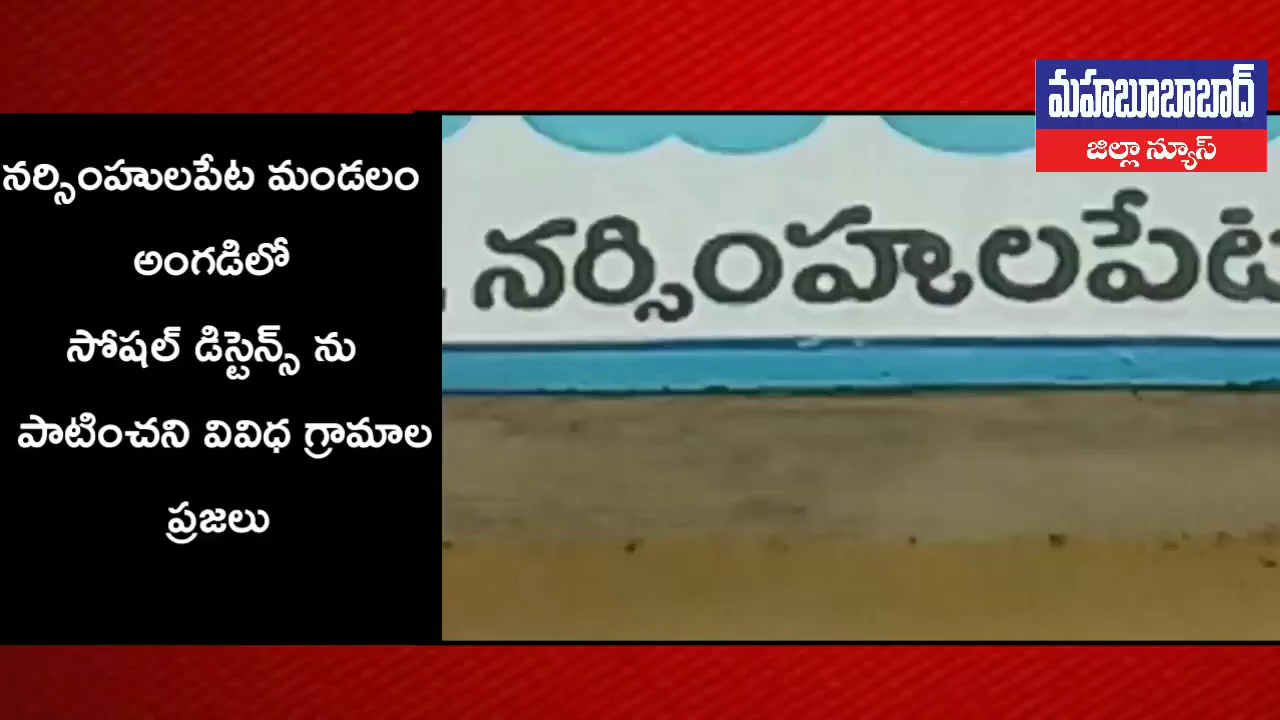 మహబూబాబాద్
జిల్లా న్యూస్
నర్సింహులపేట మండలం
అంగడిలో
సోషల్ డిస్టెన్స్ ను
పాటించని వివిధ గ్రామాల
ప్రజలు
నర్సింహులపేట